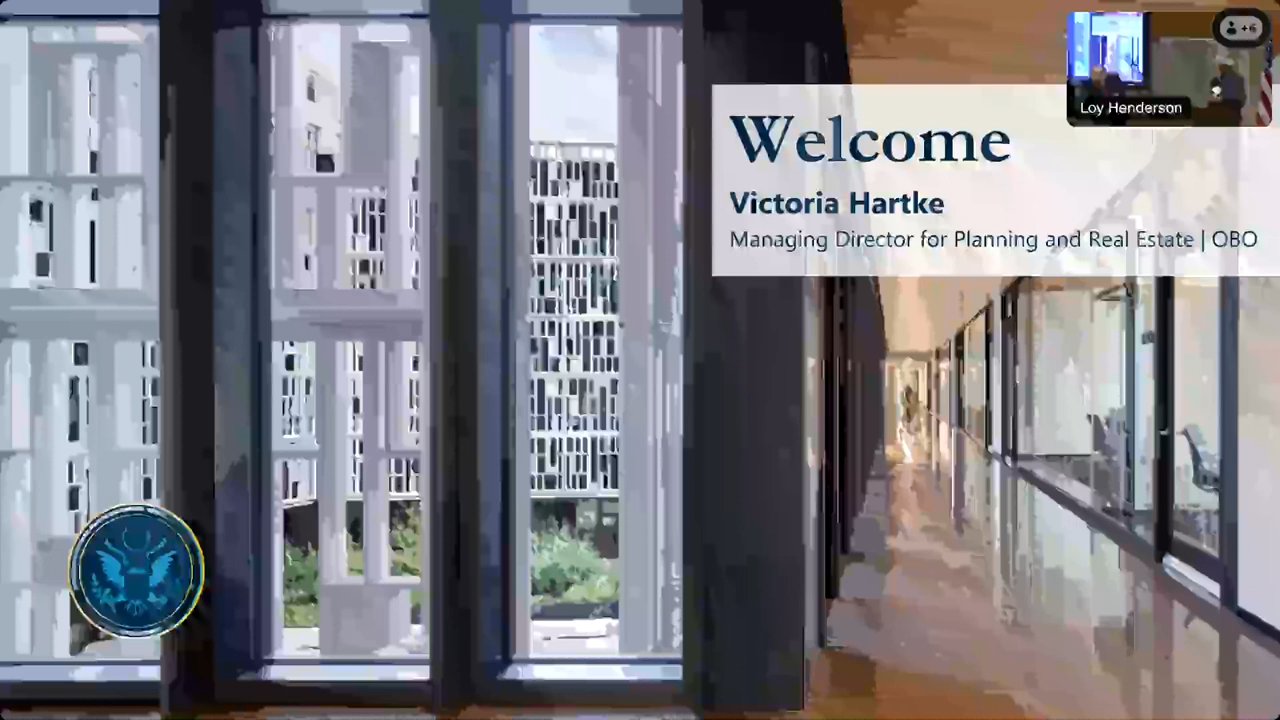 Welcome
Victoria Hartke
Managing Director for Planning and Real Estate | OBO
Loy Henderson
+6